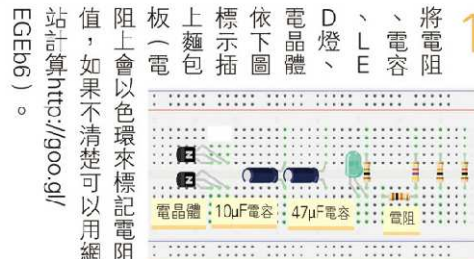 1
將電阻
、電容
、LE
D燈、
電晶體
依下圖
標示插
上麵包
板（電
阻上會以色環來標記電阻
值，如果不清楚可以用網
站計算http://goo.gl/
EGEb6）。
電晶體
10μF電容
47μF電容
電阻